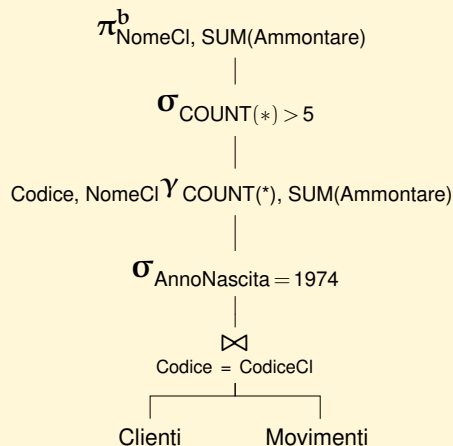 π^b NomeCl, SUM(Ammontare)
σ COUNT(∗) > 5
Codice, NomeCl γ COUNT(*), SUM(Ammontare)
σ AnnoNascita = 1974
⋈
Codice = CodiceCl
Clienti Movimenti